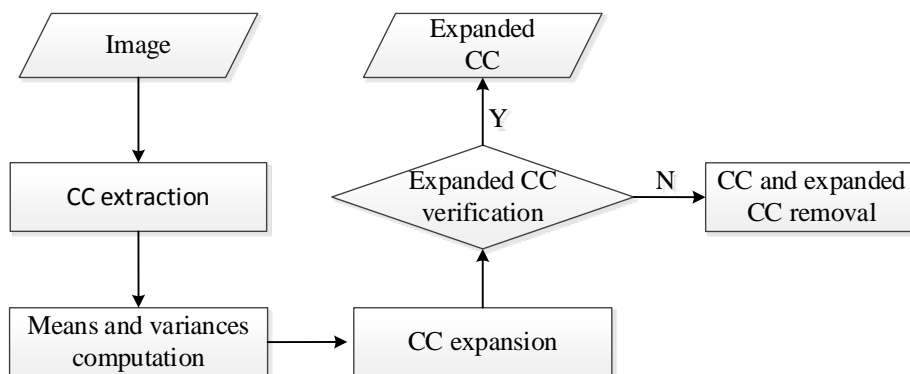 Image
CC extraction
Means and variances
computation
CC expansion
Expanded CC
verification
Y
Expanded
CC
N
CC and expanded
CC removal